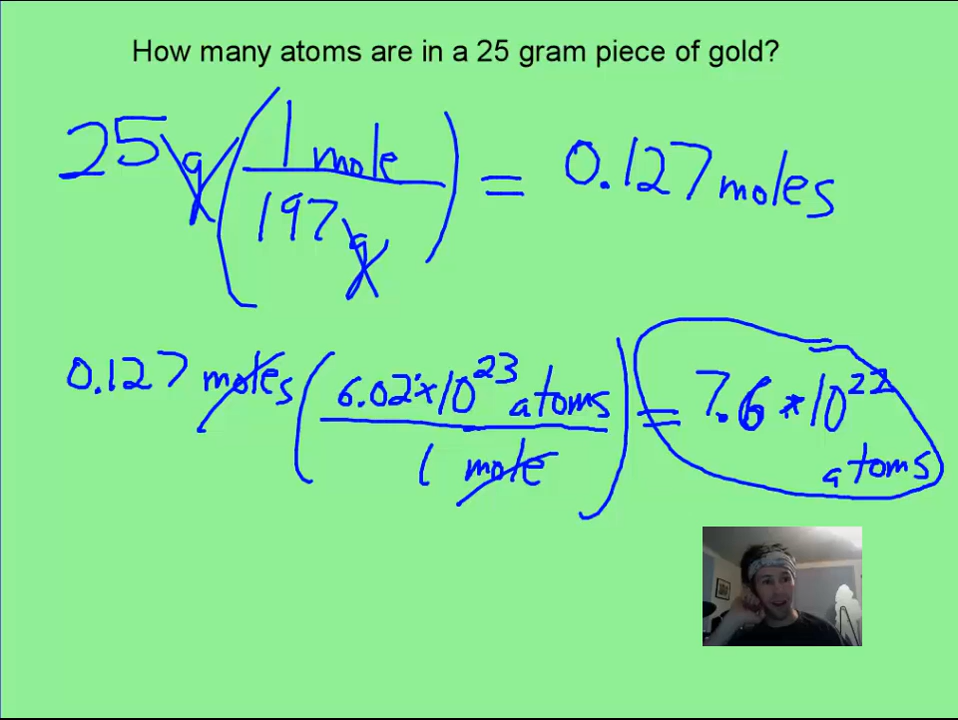 How many atoms are in a 25 gram piece of gold?
25 g (1 mole / 197 g) = 0.127 moles
0.127 moles (6.02 * 10^23 atoms / 1 mole) = 7.6 * 10^22
atoms